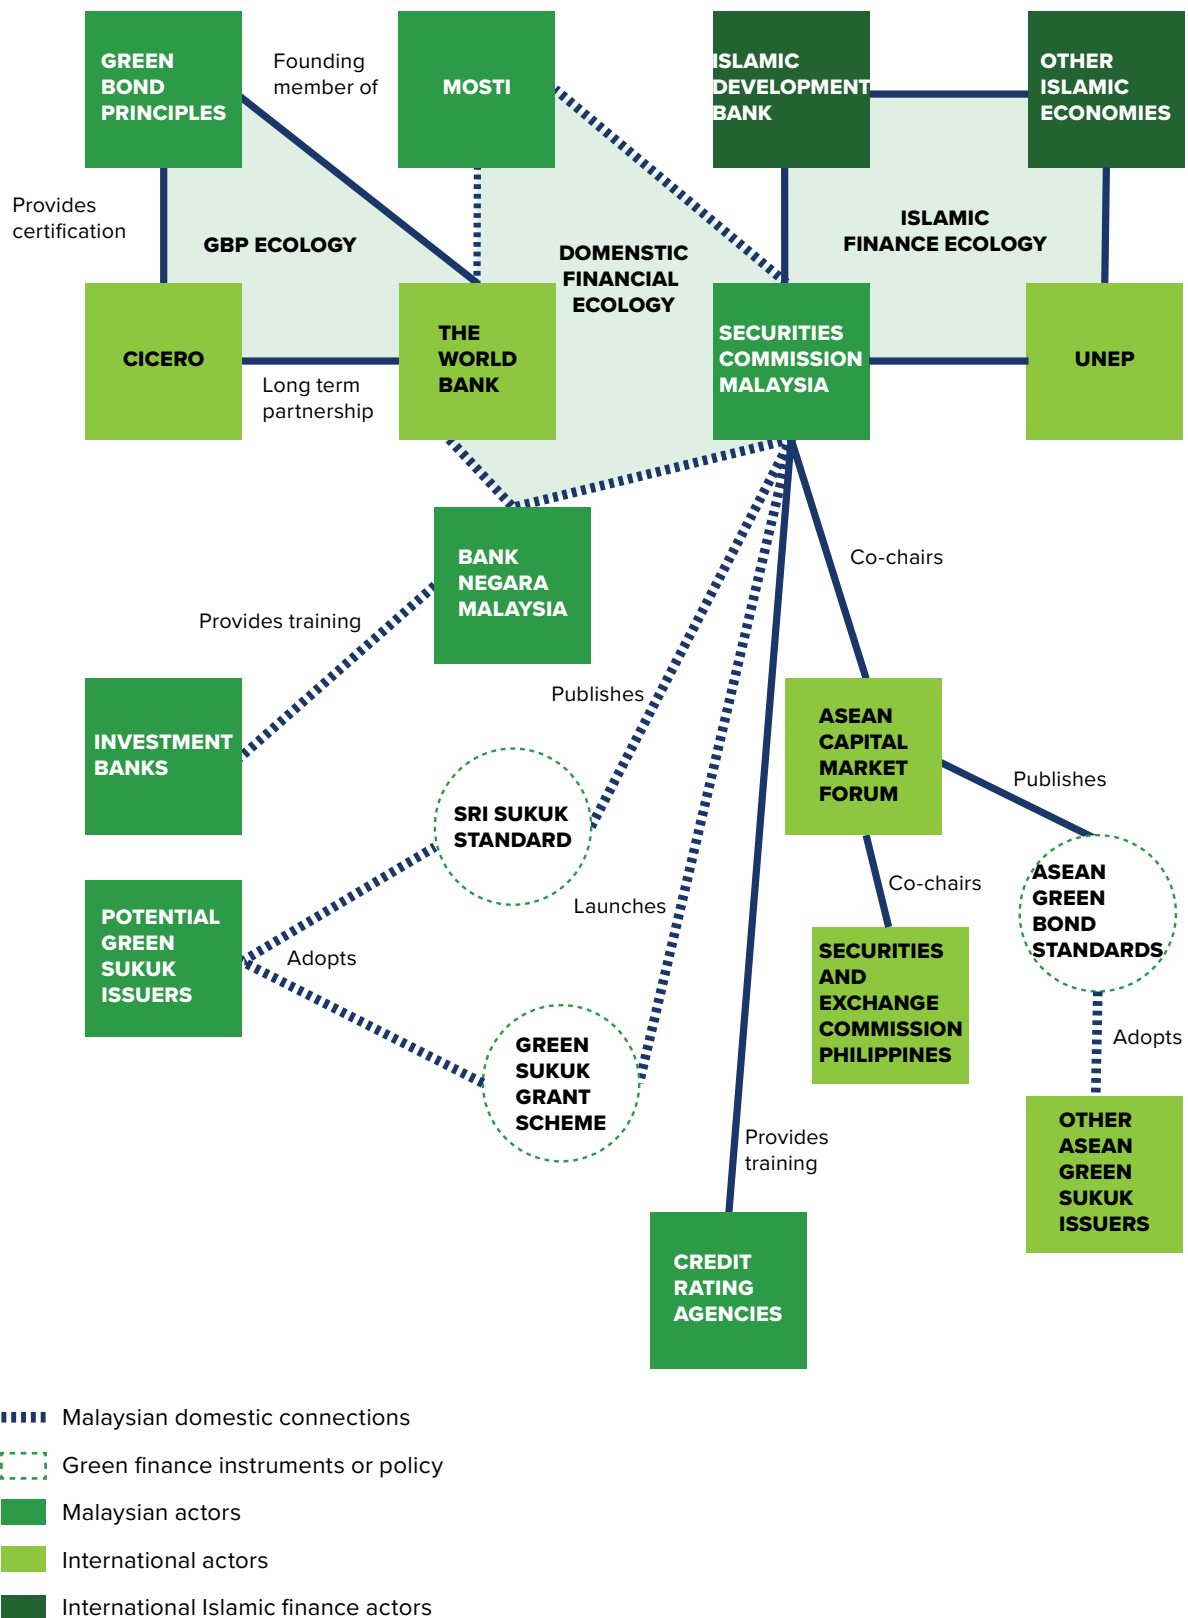 GREEN
BOND
PRINCIPLES
Founding
member of
MOSTI
ISLAMIC
DEVELOPMENT
BANK
OTHER
ISLAMIC
ECONOMIES
Provides
certification
GBP ECOLOGY
DOMENSTIC
FINANCIAL
ECOLOGY
ISLAMIC
FINANCE ECOLOGY
CICERO
Long term
partnership
THE
WORLD
BANK
SECURITIES
COMMISSION
MALAYSIA
UNEP
BANK
NEGARA
MALAYSIA
Co-chairs
Provides training
Publishes
INVESTMENT
BANKS
SRI SUKUK
STANDARD
ASEAN
CAPITAL
MARKET
FORUM
Publishes
Co-chairs
ASEAN
GREEN
BOND
STANDARDS
Launches
POTENTIAL
GREEN
SUKUK
ISSUERS
Adopts
SECURITIES
AND
EXCHANGE
COMMISSION
PHILIPPINES
GREEN
SUKUK
GRANT
SCHEME
Adopts
Provides
training
OTHER
ASEAN
GREEN
SUKUK
ISSUERS
CREDIT
RATING
AGENCIES
Malaysian domestic connections
Green finance instruments or policy
Malaysian actors
International actors
International Islamic finance actors